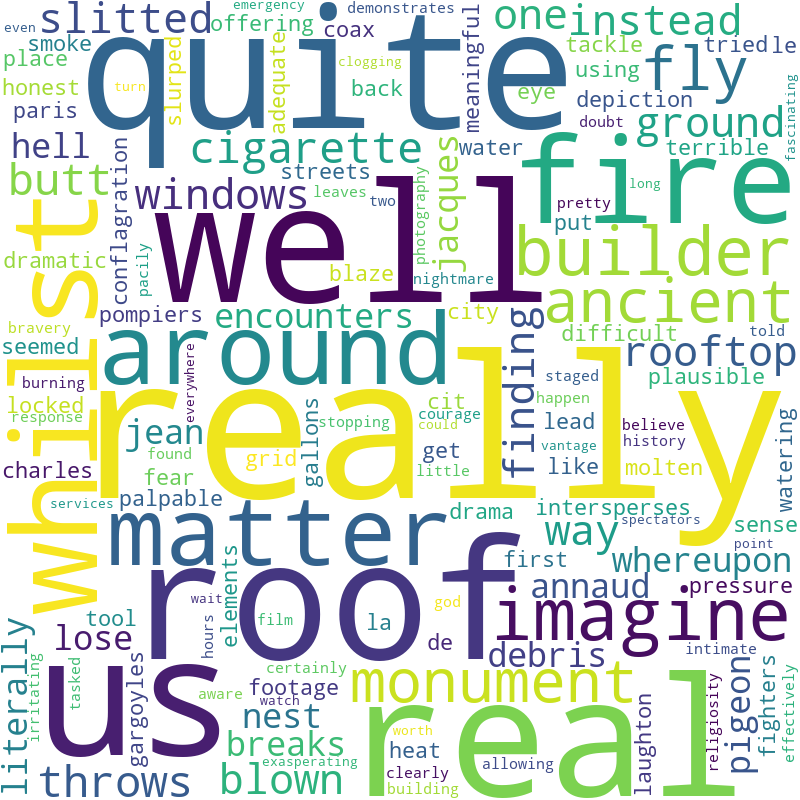 even
slitted
emergency
offering
demonstrates
coax
one
instead
smoke
place
honest
paris
hell
butt
slurped
turn
quite
adequate
clogging
back
meaningful
tackle
tried
le
using
fly
eye
depiction
doubt
ground
fascinating
cigarette
conflagration
streets
water
terrible
windows
leaves
two
photography
jacques
fire
long
pretty
put
whilst
dramatic
pacily
well
blaze
nightmare
builder
ancient
pompiers
encounters
city
bravery
seemed
around
finding
difficult
told
rooftop
burning
everywhere
staged
plausible
locked
response
jean
really
gallons
stopping
cit
courage
could
happen
believe
history
lead
vantage
charles
found
fear
grid
get
little
like
molten
watering
services
palpable
matter
drama
intersperses
spectators
sense
way
point
first
whereupon
literally
tool
lose
elements
wait
hours
roof
film
la
god
de
annaud
imagine
pressure
debris
intimate
irritating
tasked
gargoyles
us
certainly
aware
footage
watch
nest
monument
real
laughton
religiosity
pigeon
fighters
effectively
breaks
exasperating
throws
blown
worth
heat
clearly
building
allowing